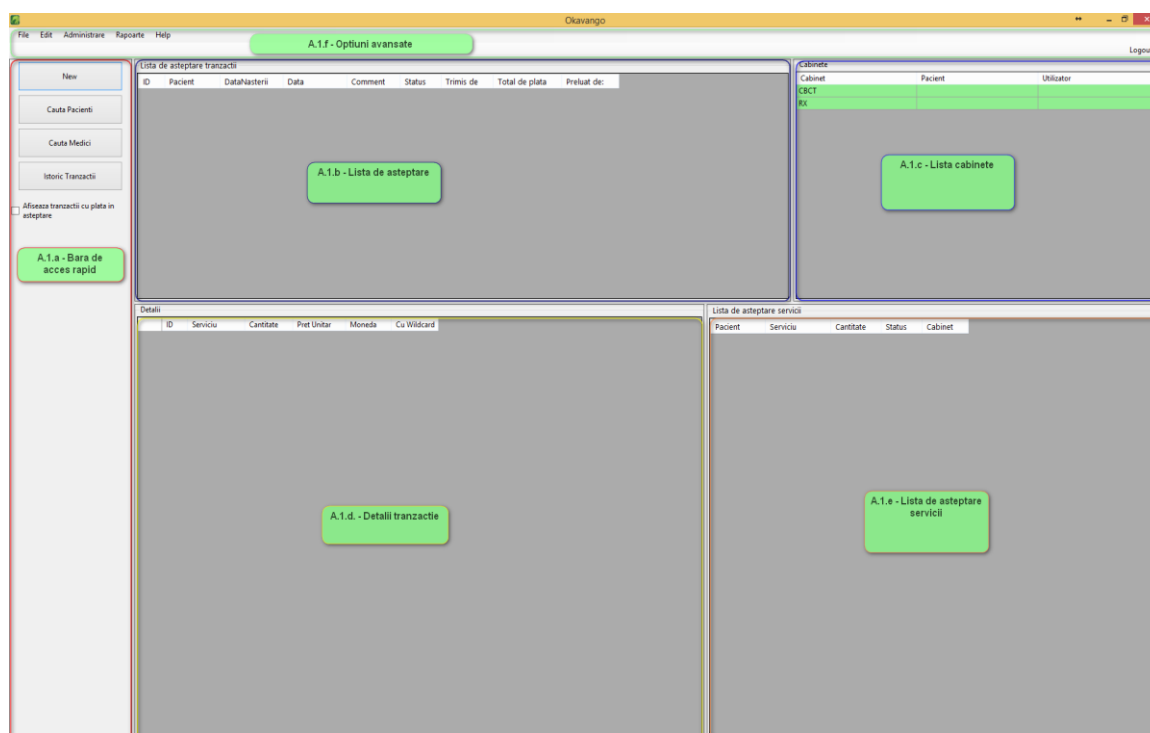 Okavango
File Edit Administrare Rapoarte Help
A.1.f - Optiuni avansate
Logout
New
Cauta Pacienti
Cauta Medici
Istoric Tranzactii
Afiseaza tranzactii cu plata in
asteptare
A.1.a - Bara de
acces rapid
Lista de asteptare tranzactii
ID Pacient DataNasterii Data Comment Status Trimis de Total de plata Preluat de:
A.1.b - Lista de asteptare
Cabinete
Cabinet Pacient Utilizator
CBCT
RX
A.1.c - Lista cabinete
Detalii
ID Serviciu Cantitate Pret Unitar Moneda Cu Wildcard
A.1.d. - Detalii tranzactie
Lista de asteptare servicii
Pacient Serviciu Cantitate Status Cabinet
A.1.e - Lista de asteptare
servicii